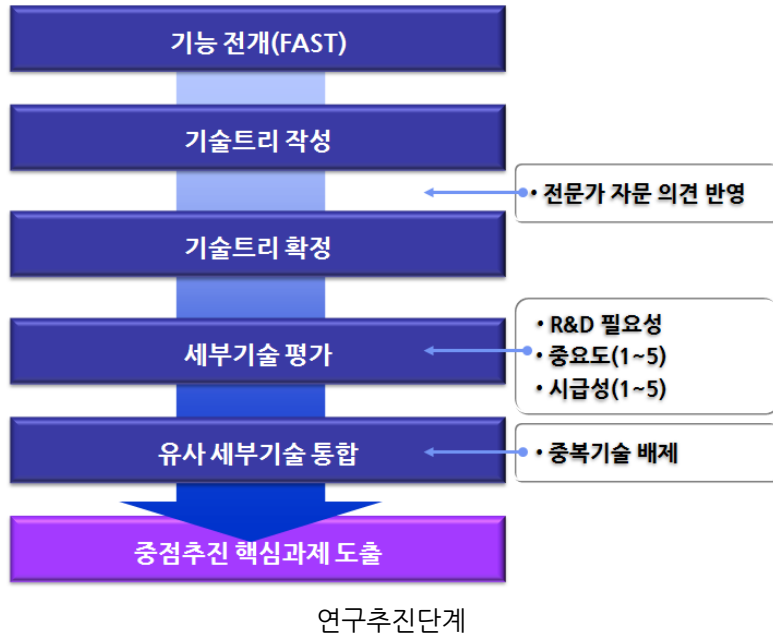 기능 전개(FAST)
기술트리 작성
• 전문가 자문 의견 반영
기술트리 확정
세부기술 평가
• R&D 필요성
• 중요도(1~5)
• 시급성(1~5)
유사 세부기술 통합
• 중복기술 배제
중점추진 핵심과제 도출
연구추진단계